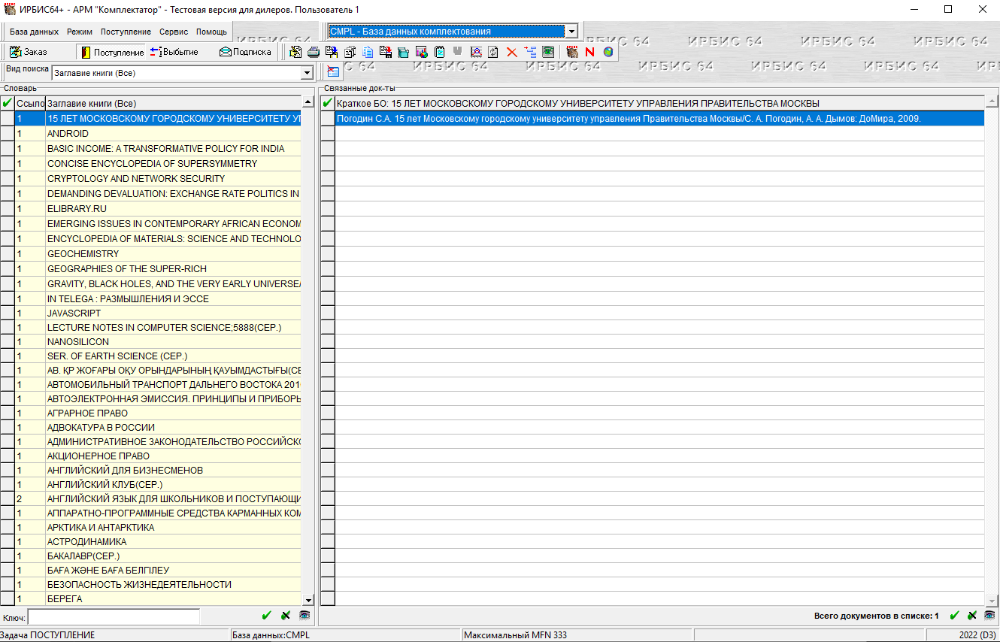 ИРБИС64+ - АРМ "Комплектатор" - Тестовая версия для дилеров. Пользователь 1
База данных Режим Поступление Сервис Помощь
CMPL - База данных комплектования
ИРБИС 64 ИРБИС 64 ИРБИС 64 ИРБИС 64
Заказ Поступление Выбытие Подписка
Вид поиска Заглавие книги (Все)
ИРБИС 64 ИРБИС 64 ИРБИС 64 ИРБИС 64
Словарь
Ссыло Заглавие книги (Все)
1 15 ЛЕТ МОСКОВСКОМУ ГОРОДСКОМУ УНИВЕРСИТЕТУ УП
1 ANDROID
1 BASIC INCOME: A TRANSFORMATIVE POLICY FOR INDIA
1 CONCISE ENCYCLOPEDIA OF SUPERSYMMETRY
1 CRYPTOLOGY AND NETWORK SECURITY
1 DEMANDING DEVALUATION: EXCHANGE RATE POLITICS IN
1 ELIBRARY.RU
1 EMERGING ISSUES IN CONTEMPORARY AFRICAN ECONOM
1 ENCYCLOPEDIA OF MATERIALS: SCIENCE AND TECHNOLO
1 GEOCHEMISTRY
1 GEOGRAPHIES OF THE SUPER-RICH
1 GRAVITY, BLACK HOLES, AND THE VERY EARLY UNIVERSE/
1 IN TELEGA : РАЗМЫШЛЕНИЯ И ЭССЕ
1 JAVASCRIPT
1 LECTURE NOTES IN COMPUTER SCIENCE;5888(СЕР.)
1 NANOSILICON
1 SER. OF EARTH SCIENCE (СЕР.)
1 АВ. ҚР ЖОҒАРЫ ОҚУ ОРЫНДАРЫНЫҢ ҚАУЫМДАСТЫҒЫ(СЕ
1 АВТОМОБИЛЬНЫЙ ТРАНСПОРТ ДАЛЬНЕГО ВОСТОКА 201
1 АВТОЭЛЕКТРОННАЯ ЭМИССИЯ. ПРИНЦИПЫ И ПРИБОРЫ
1 АГРАРНОЕ ПРАВО
1 АДВОКАТУРА В РОССИИ
1 АДМИНИСТРАТИВНОЕ ЗАКОНОДАТЕЛЬСТВО РОССИЙСКО
1 АКЦИОНЕРНОЕ ПРАВО
1 АНГЛИЙСКИЙ ДЛЯ БИЗНЕСМЕНОВ
1 АНГЛИЙСКИЙ КЛУБ(СЕР.)
2 АНГЛИЙСКИЙ ЯЗЫК ДЛЯ ШКОЛЬНИКОВ И ПОСТУПАЮЩИ
1 АППАРАТНО-ПРОГРАММНЫЕ СРЕДСТВА КАРМАННЫХ КОМ
1 АРКТИКА И АНТАРКТИКА
1 АСТРОДИНАМИКА
1 БАКАЛАВР(СЕР.)
1 БАҒА ЖӘНЕ БАҒА БЕЛГІЛЕУ
1 БЕЗОПАСНОСТЬ ЖИЗНЕДЕЯТЕЛЬНОСТИ
1 БЕРЕГА
Ключ:
Связанные док-ты
Краткое БО: 15 ЛЕТ МОСКОВСКОМУ ГОРОДСКОМУ УНИВЕРСИТЕТУ УПРАВЛЕНИЯ ПРАВИТЕЛЬСТВА МОСКВЫ
Погодин С.А. 15 лет Московскому городскому университету управления Правительства Москвы/С. А. Погодин, А. А. Дымов: ДоМира, 2009.
Всего документов в списке: 1
Задача ПОСТУПЛЕНИЕ База данных:CMPL Максимальный MFN 333 2022 (D3)